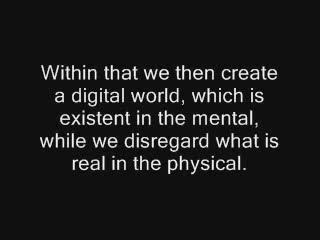 Within that we then create
a digital world, which is
existent in the mental,
while we disregard what is
real in the physical.